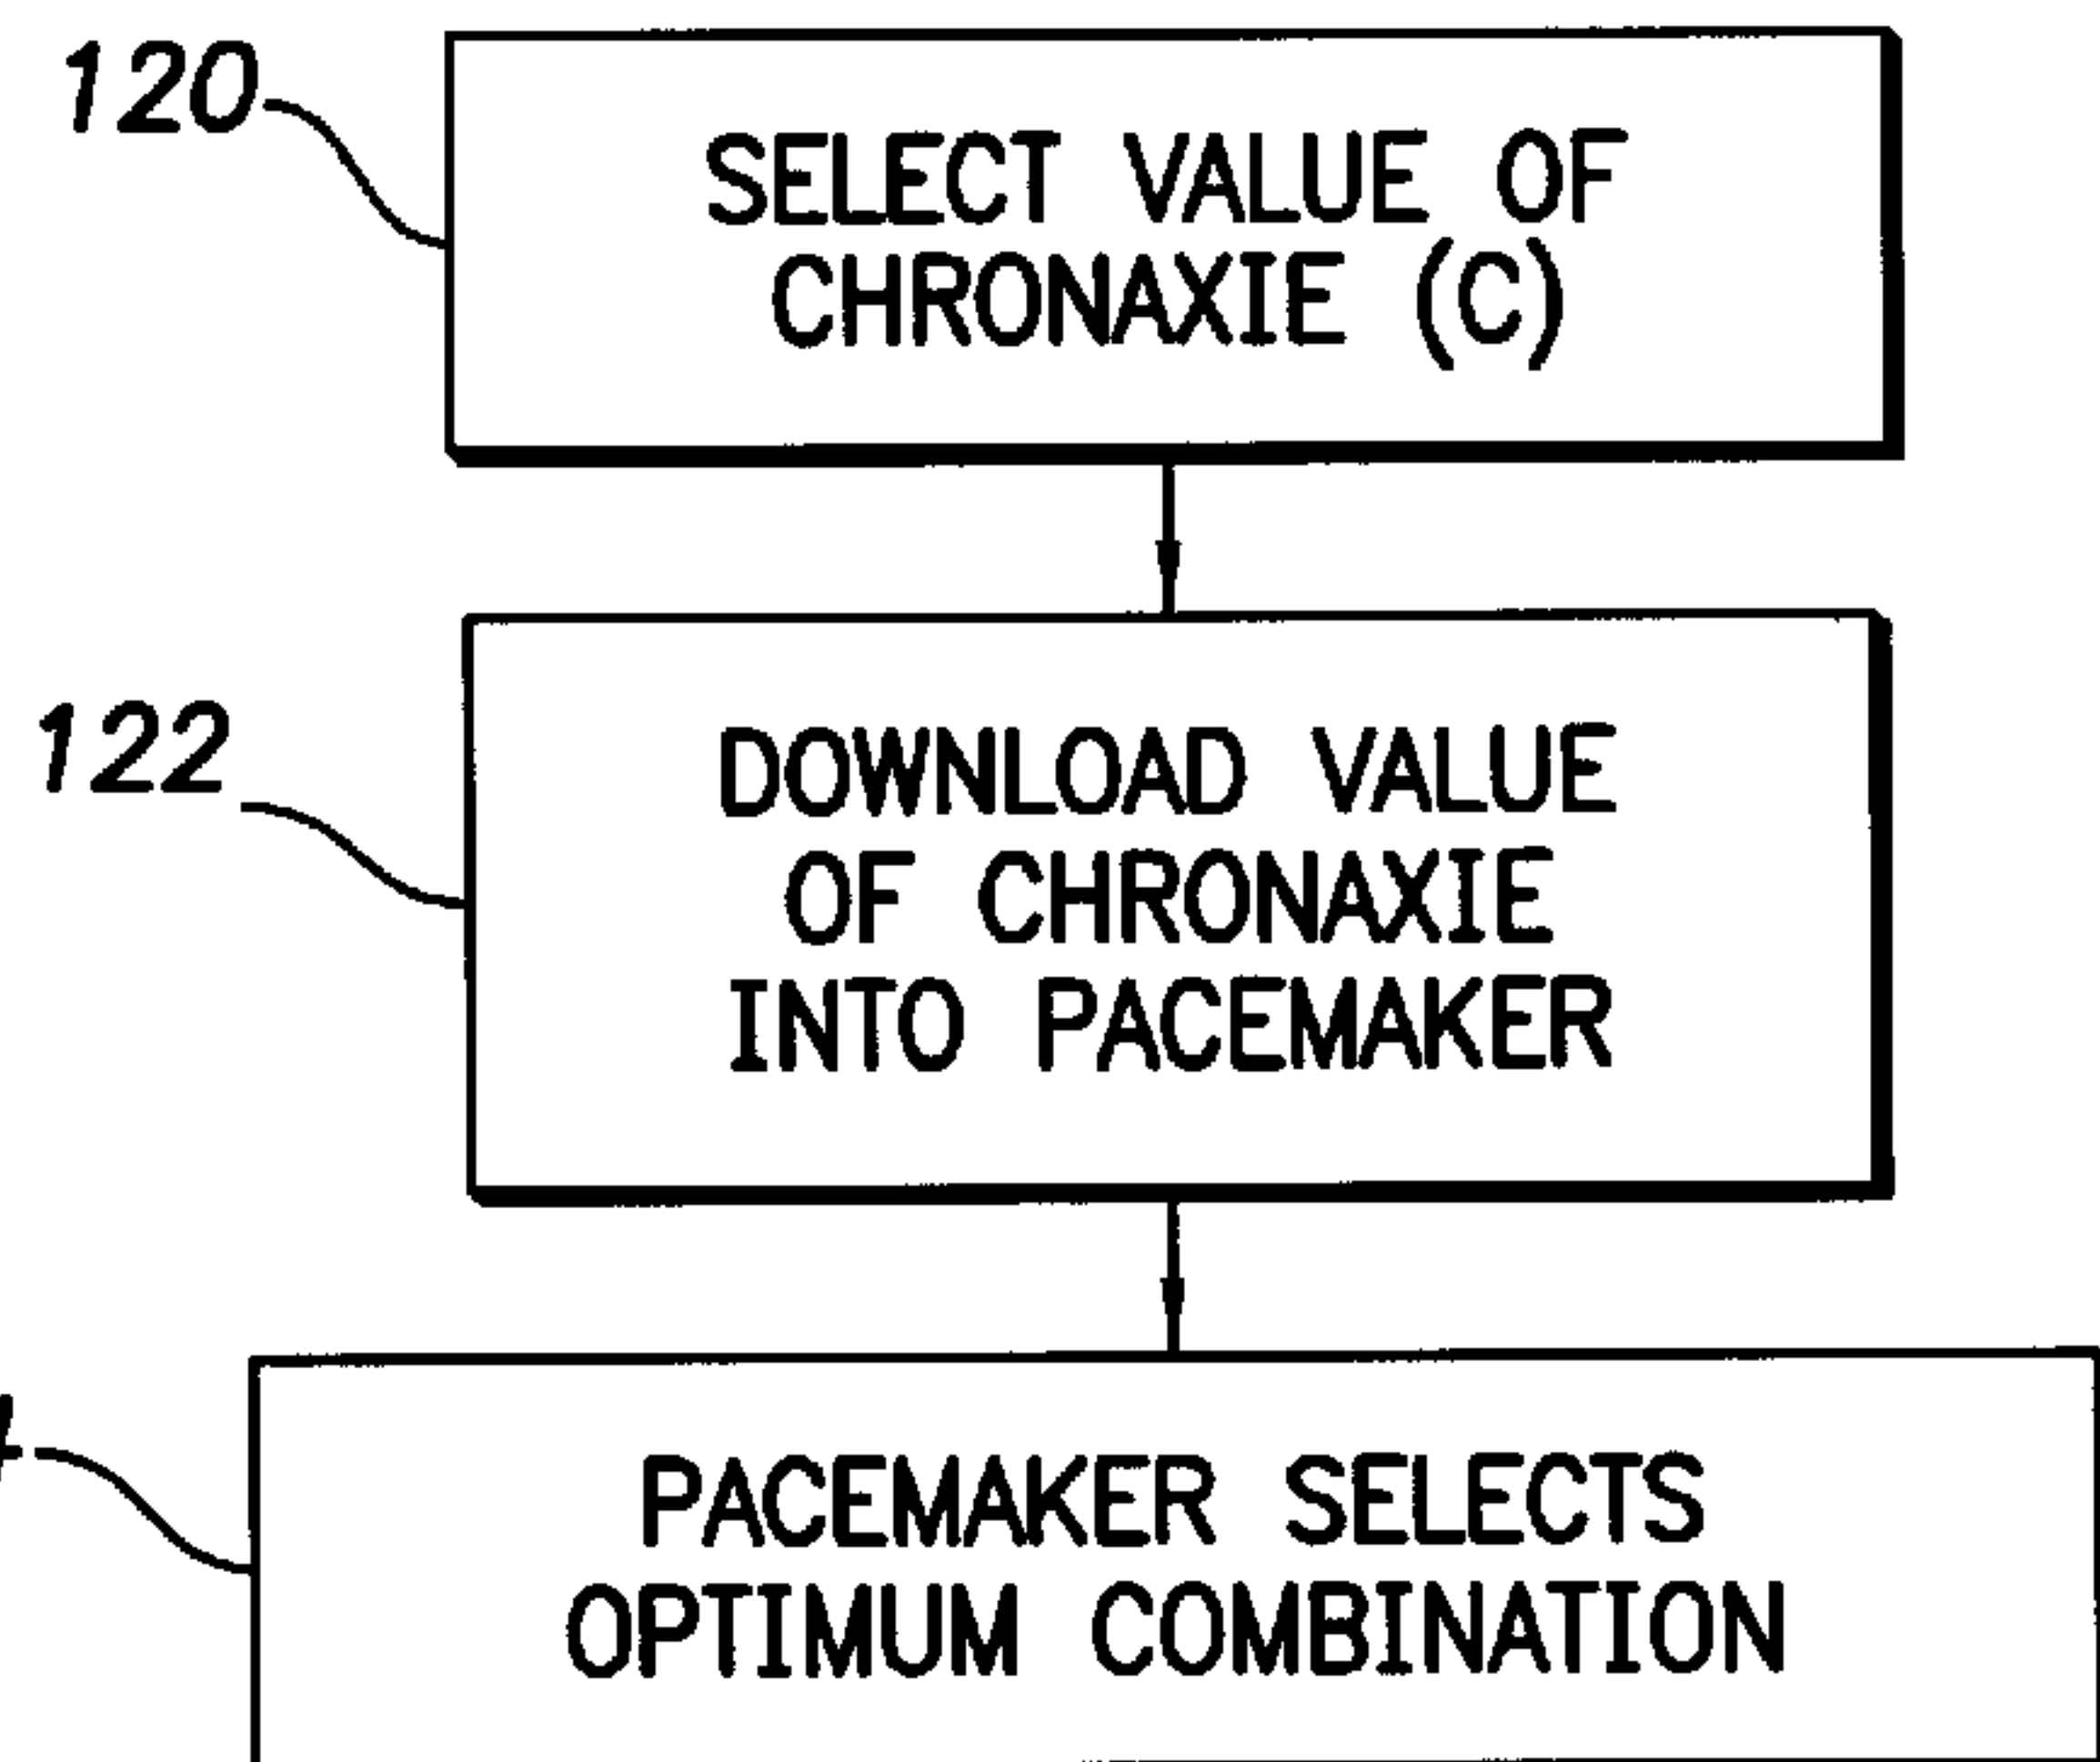 120
SELECT VALUE OF
CHRONAXIE (C)
122
DOWNLOAD VALUE
OF CHRONAXIE
INTO PACEMAKER
PACEMAKER SELECTS
OPTIMUM COMBINATION